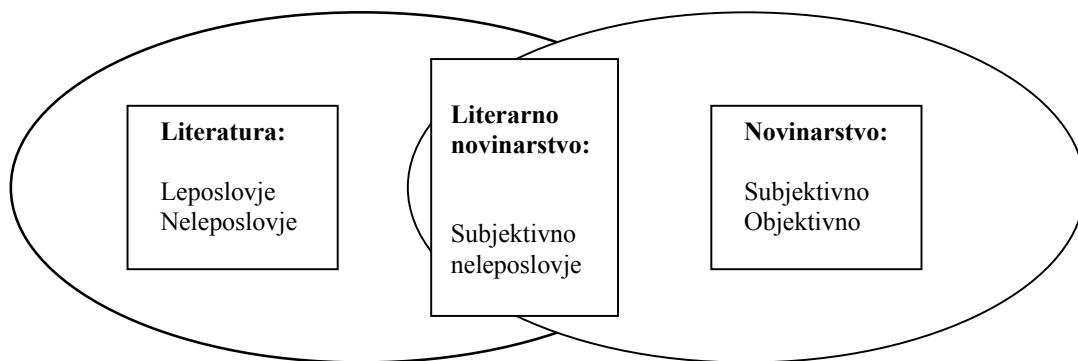 Literatura:
Leposlovje
Neleposlovje
Literarno
novinarstvo:
Subjektivno
neleposlovje
Novinarstvo:
Subjektivno
Objektivno